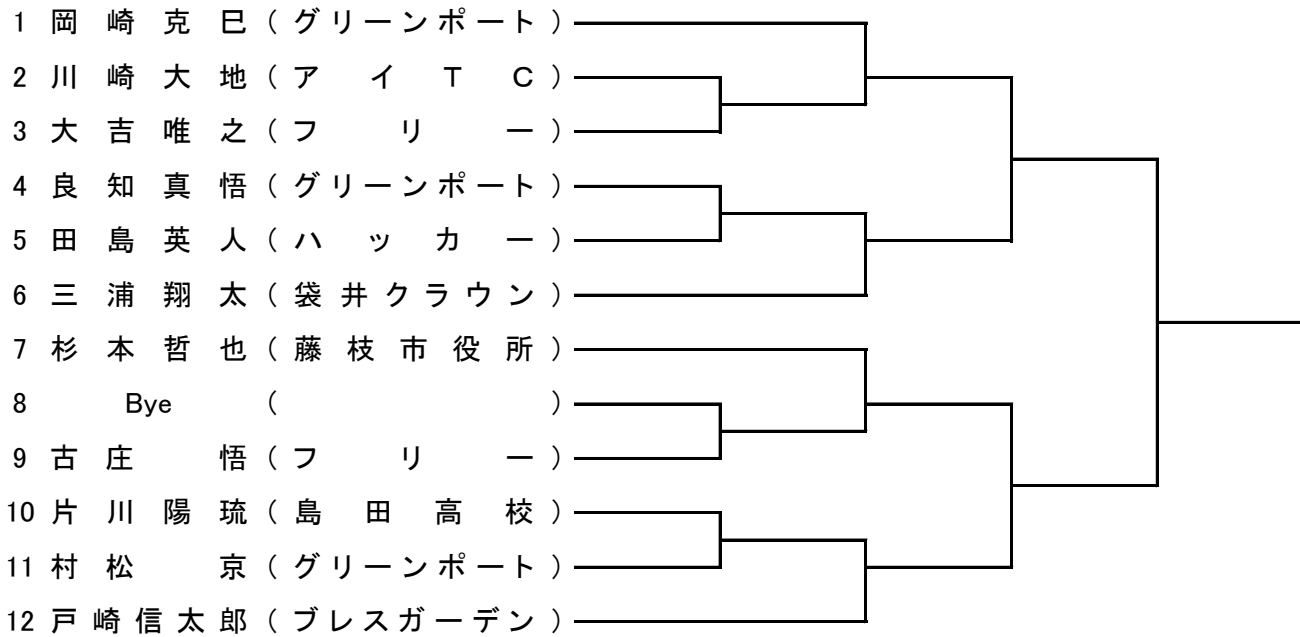 1 岡崎克巳(グリーンポート)
2 川崎大地(アイTC)
3 大吉唯之(フリー)
4 良知真悟(グリーンポート)
5 田島英人(ハッカー)
6 三浦翔太(袋井クラウン)
7 杉本哲也(藤枝市役所)
8 Bye ( )
9 古庄 悟(フリー)
10 片川陽琉(島田高校)
11 村松 京(グリーンポート)
12 戸崎信太郎(ブレスガーデン)